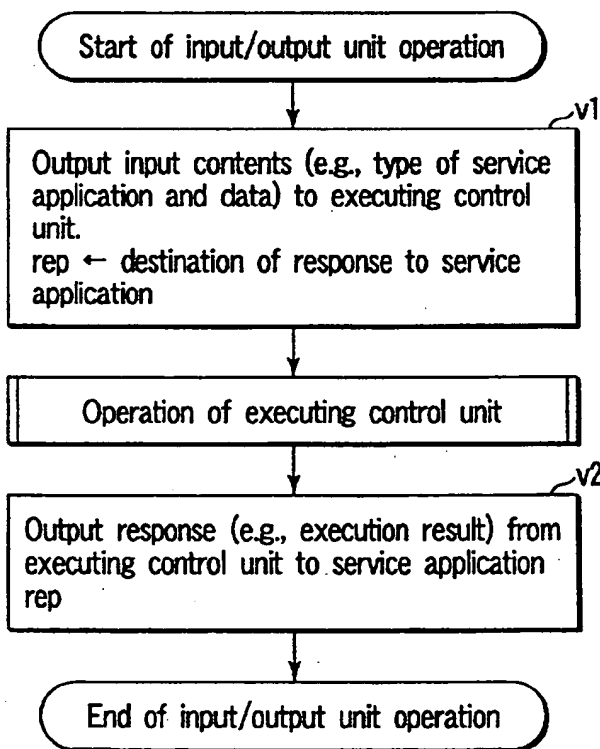 Start of input/output unit operation
v1
Output input contents (e.g., type of service
application and data) to executing control
unit.
rep ← destination of response to service
application
Operation of executing control unit
v2
Output response (e.g., execution result) from
executing control unit to service application
rep
End of input/output unit operation